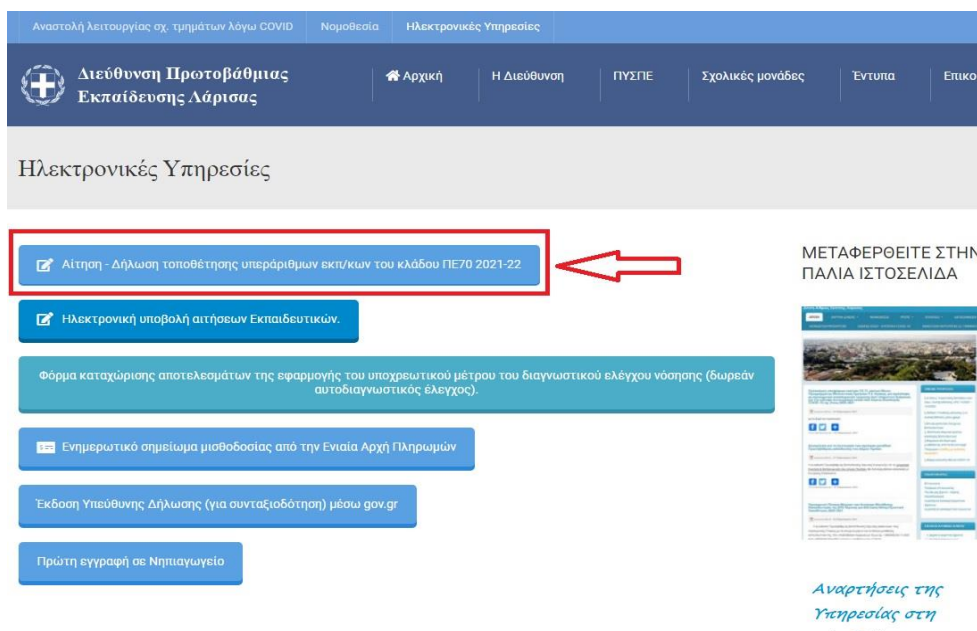 Αναστολή λειτουργίας σχ. τμημάτων λόγω COVID Νομοθεσία Ηλεκτρονικές Υπηρεσίες
Διεύθυνση Πρωτοβάθμιας
Εκπαίδευσης Λάρισας
Αρχική Η Διεύθυνση ΠΥΣΠΕ Σχολικές μονάδες Έντυπα Επικο
Ηλεκτρονικές Υπηρεσίες
Αίτηση - Δήλωση τοποθέτησης υπεράριθμων εκπ/κων του κλάδου ΠΕ70 2021-22
Ηλεκτρονική υποβολή αιτήσεων Εκπαιδευτικών.
Φόρμα καταχώρισης αποτελεσμάτων της εφαρμογής του υποχρεωτικού μέτρου του διαγνωστικού ελέγχου νόσησης (δωρεάν
αυτοδιαγνωστικός έλεγχος).
Ενημερωτικό σημείωμα μισθοδοσίας από την Ενιαία Αρχή Πληρωμών
Έκδοση Υπεύθυνης Δήλωσης (για συνταξιοδότηση) μέσω gov.gr
Πρώτη εγγραφή σε Νηπιαγωγείο
ΜΕΤΑΦΕΡΘΕΙΤΕ ΣΤΗΝ
ΠΑΛΙΑ ΙΣΤΟΣΕΛΙΔΑ
Αναρτήσεις της
Υπηρεσίας στη